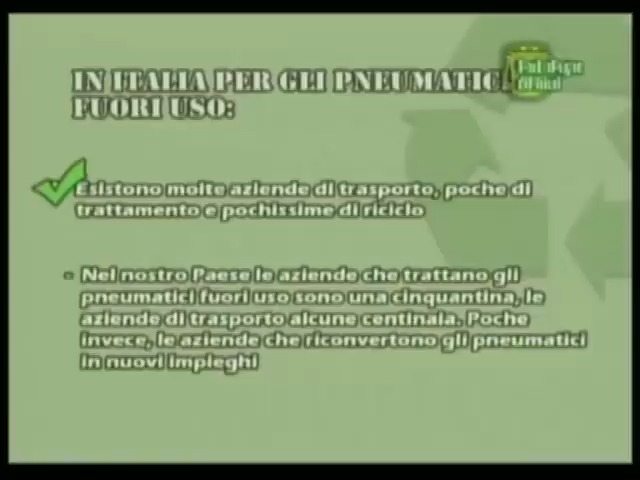 IN ITALIA PER GLI PNEUMATICI
FUORI USO:
Esistono molte aziende di trasporto, poche di
trattamento e pochissime di riciclo
- Nel nostro Paese le aziende che trattano gli
pneumatici fuori uso sono una cinquantina, le
aziende di trasporto alcune centinaia. Poche
invece, le aziende che riconvertono gli pneumatici
in nuovi impieghi